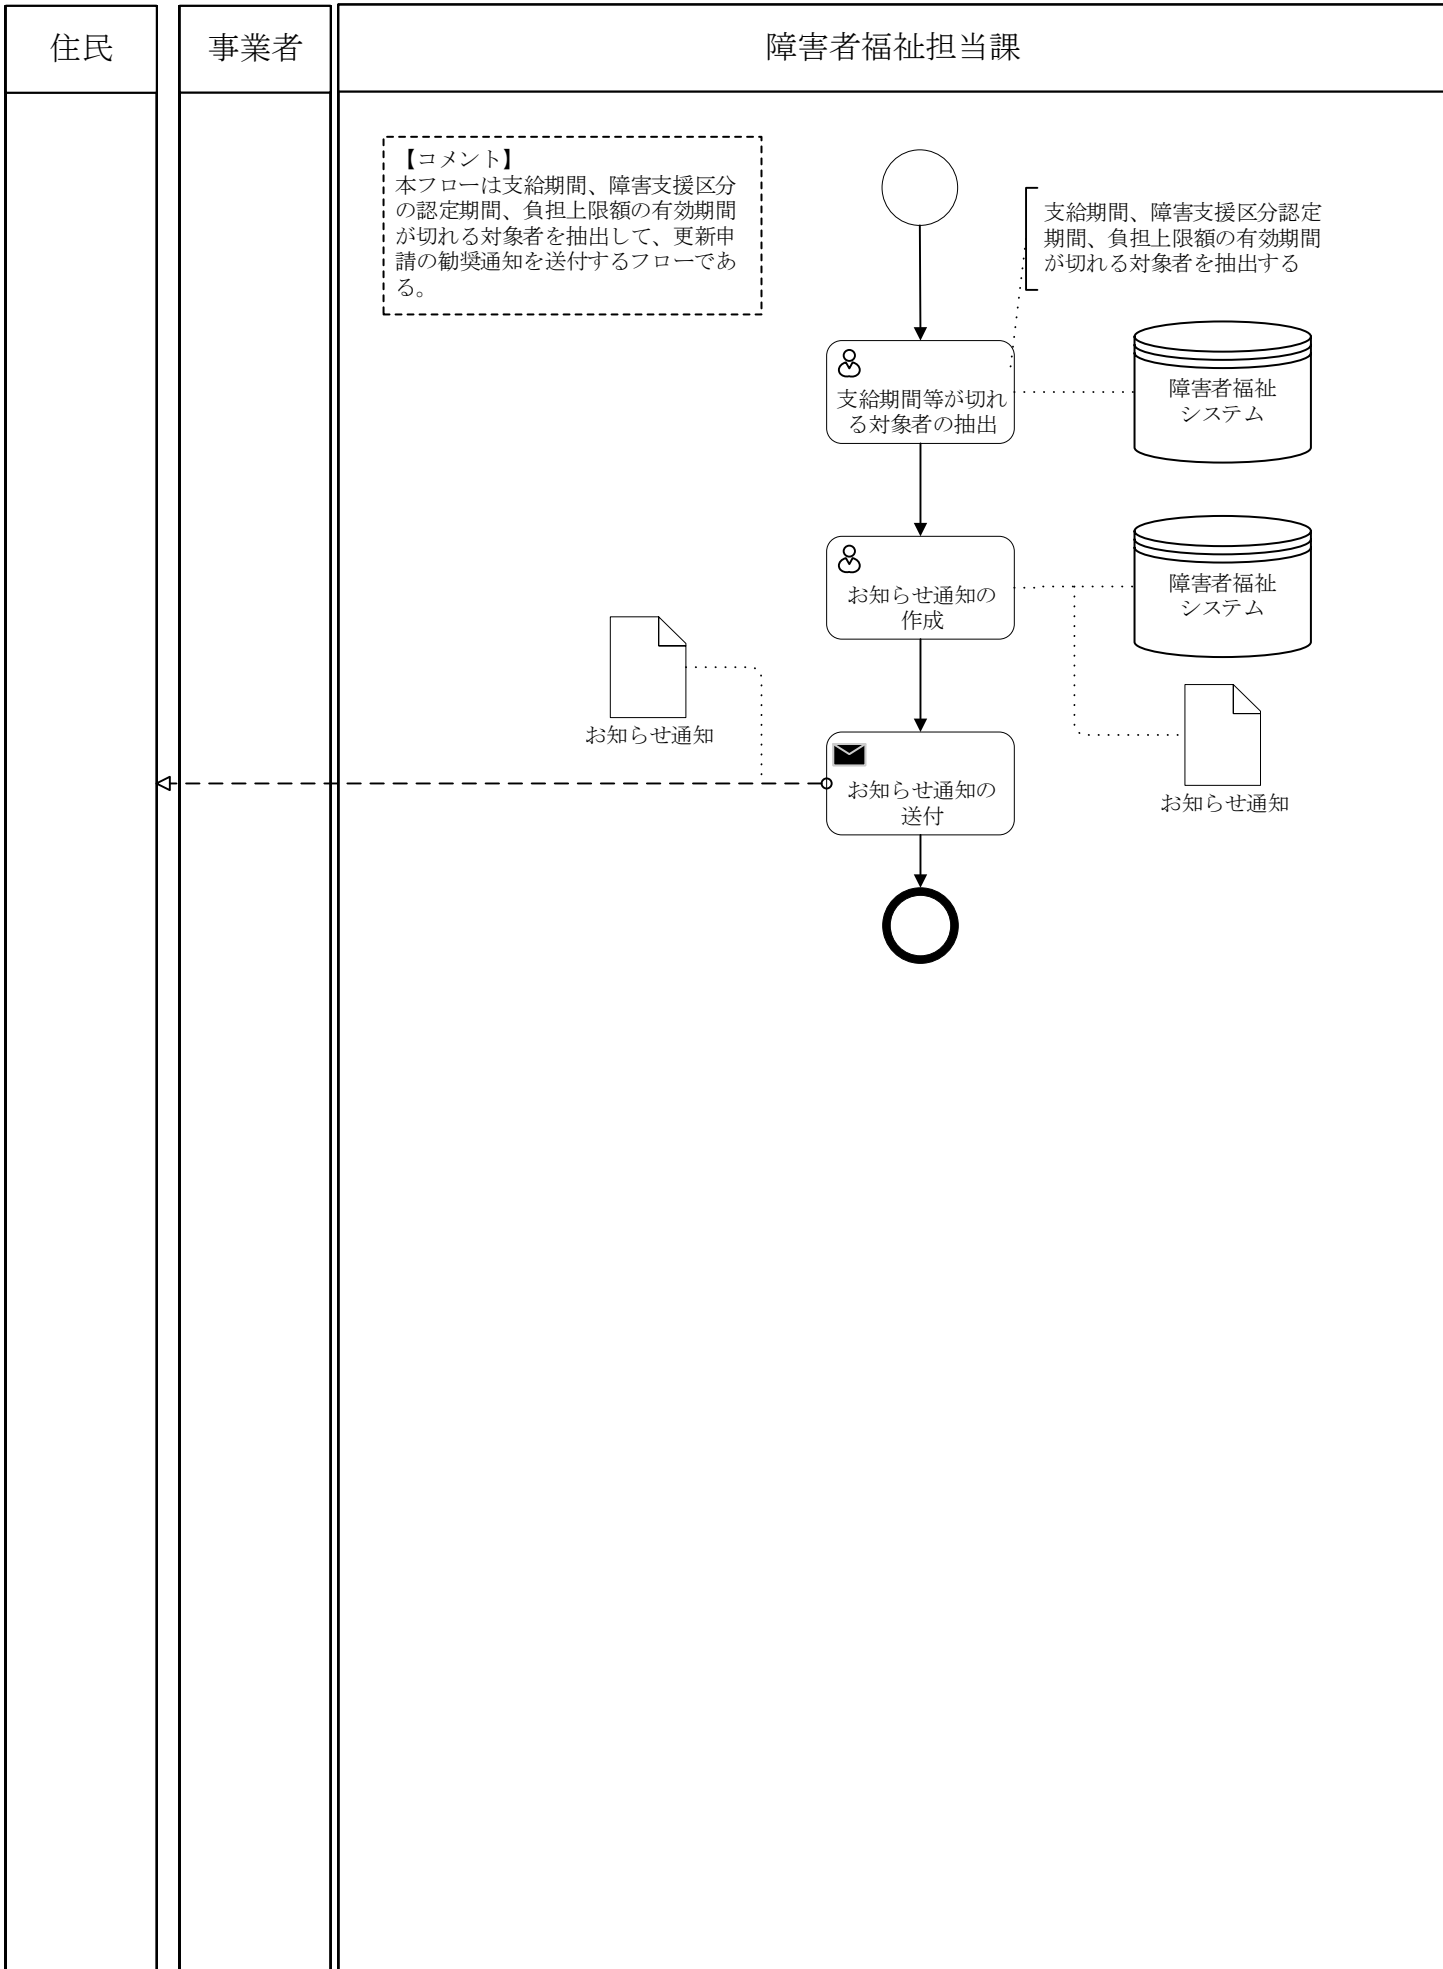 住民
事業者
障害者福祉担当課
【コメント】
本フローは支給期間、障害支援区分
の認定期間、負担上限額の有効期間
が切れる対象者を抽出して、更新申
請の勧奨通知を送付するフローであ
る。
支給期間、障害支援区分認定
期間、負担上限額の有効期間
が切れる対象者を抽出する
支給期間等が切れ
る対象者の抽出
障害者福祉
システム
お知らせ通知の
作成
障害者福祉
システム
お知らせ通知
お知らせ通知の
送付
お知らせ通知